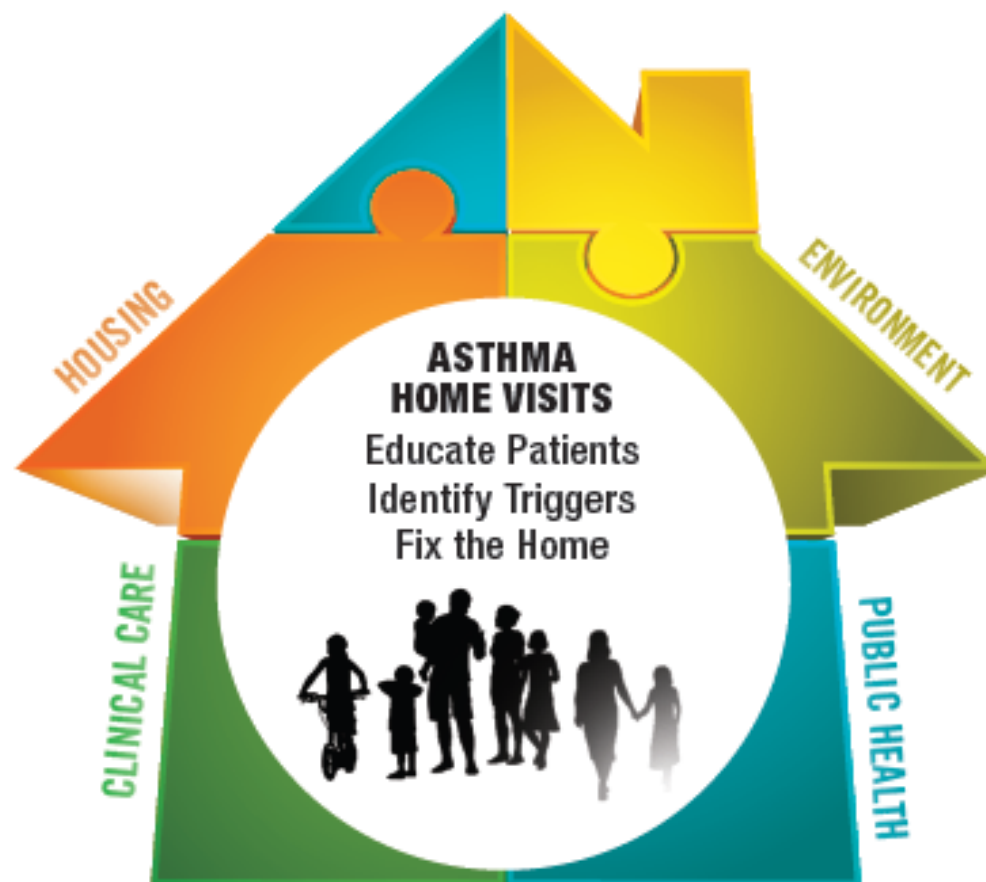 HOUSING
ENVIRONMENT
ASTHMA
HOME VISITS
Educate Patients
Identify Triggers
Fix the Home
CLINICAL CARE
PUBLIC HEALTH